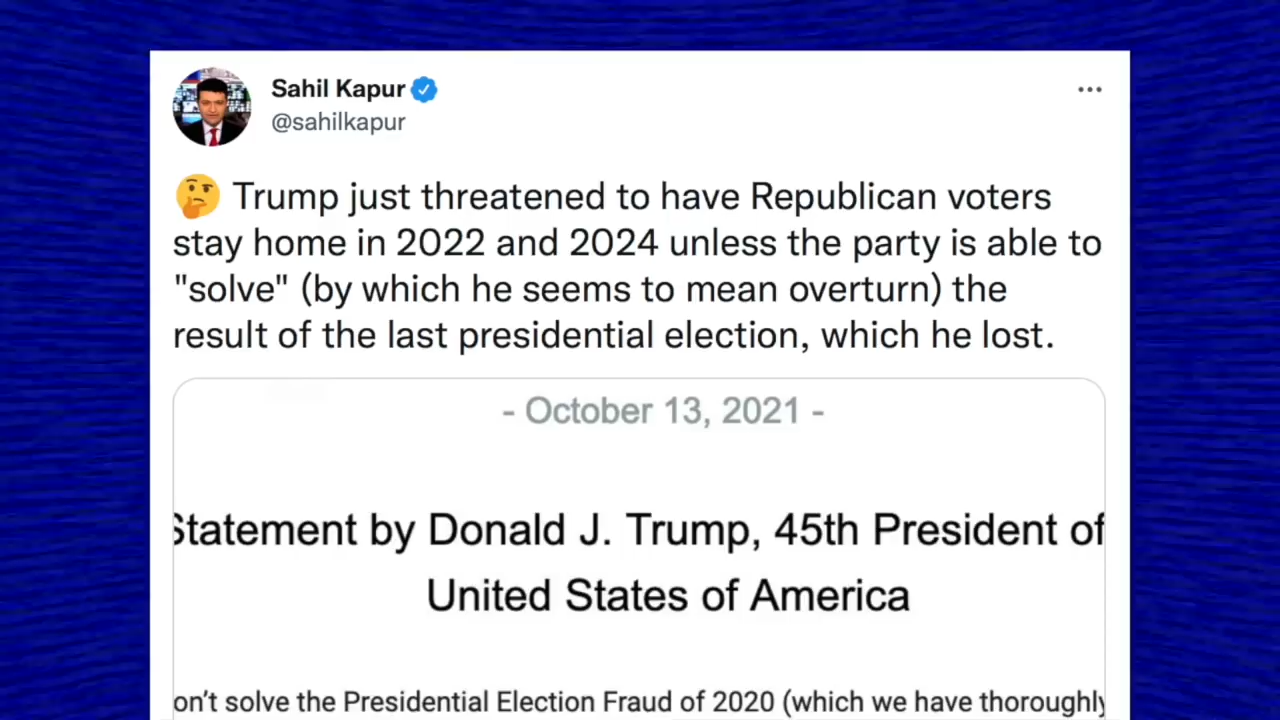 Sahil Kapur
@sahilkapur
🤔 Trump just threatened to have Republican voters
stay home in 2022 and 2024 unless the party is able to
"solve" (by which he seems to mean overturn) the
result of the last presidential election, which he lost.
- October 13, 2021 -
Statement by Donald J. Trump, 45th President of
United States of America
on’t solve the Presidential Election Fraud of 2020 (which we have thoroughly